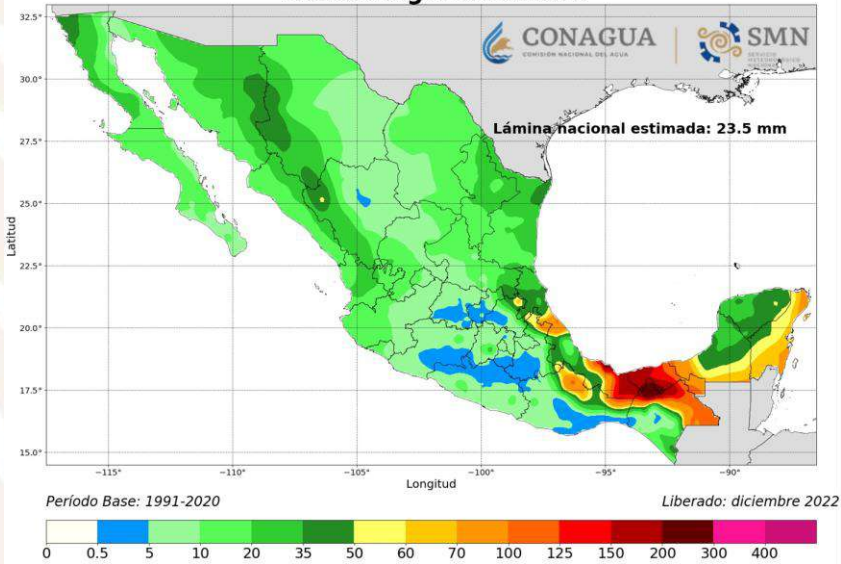 CONAGUA
COMISIÓN NACIONAL DEL AGUA
SMN
SERVICIO
METEOROLÓGICO
NACIONAL
Lámina nacional estimada: 23.5 mm
32.5°
30.0°
27.5°
25.0°
22.5°
20.0°
17.5°
15.0°
Latitud
−115°
−110°
−105°
−100°
−95°
−90°
Longitud
Período Base: 1991-2020
Liberado: diciembre 2022
0 0.5 5 10 20 35 50 60 70 100 125 150 200 300 400